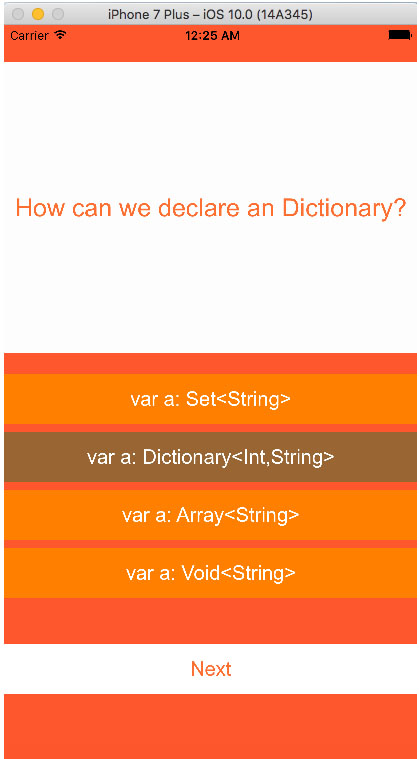 iPhone 7 Plus – iOS 10.0 (14A345)
Carrier 12:25 AM
How can we declare an Dictionary?
var a: Set<String>
var a: Dictionary<Int,String>
var a: Array<String>
var a: Void<String>
Next